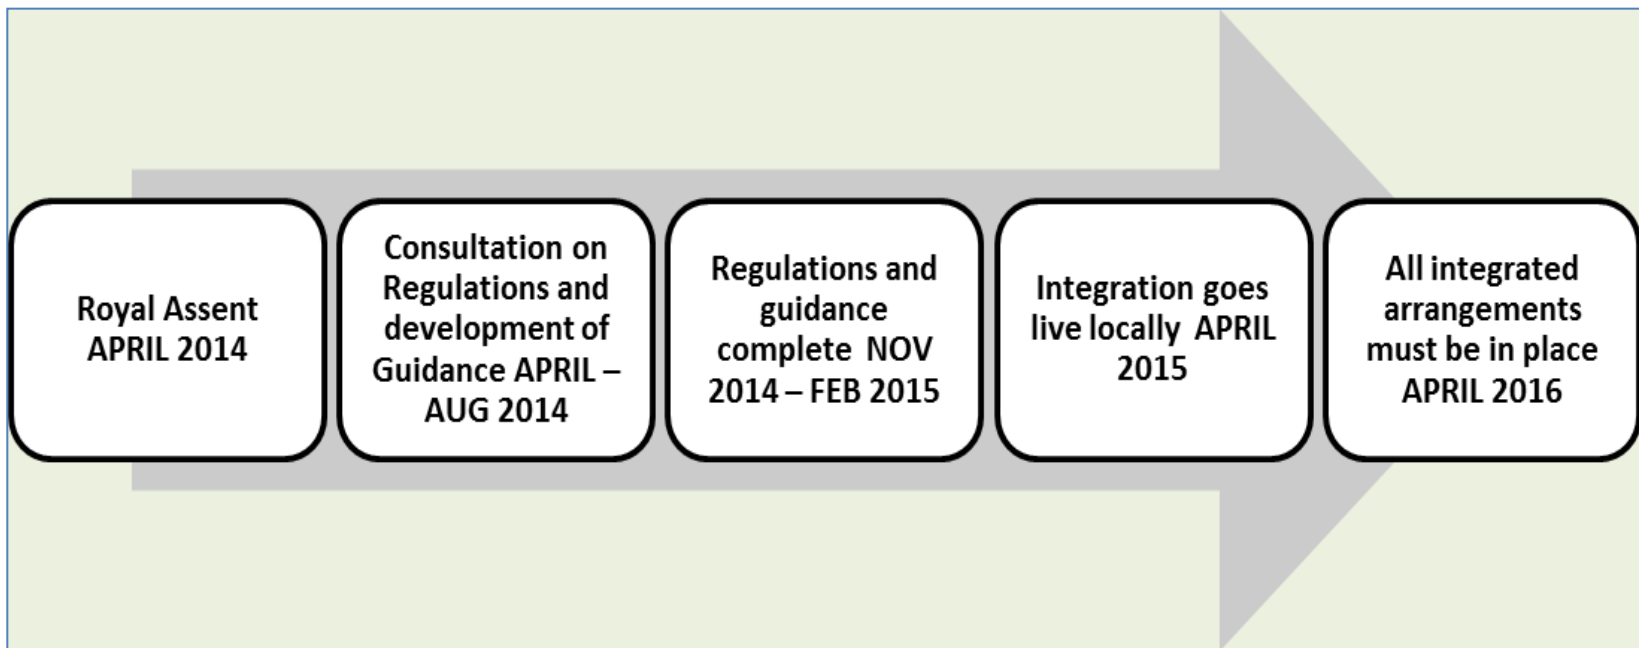 Royal Assent
APRIL 2014
Consultation on
Regulations and
development of
Guidance APRIL –
AUG 2014
Regulations and
guidance
complete NOV
2014 – FEB 2015
Integration goes
live locally APRIL
2015
All integrated
arrangements
must be in place
APRIL 2016